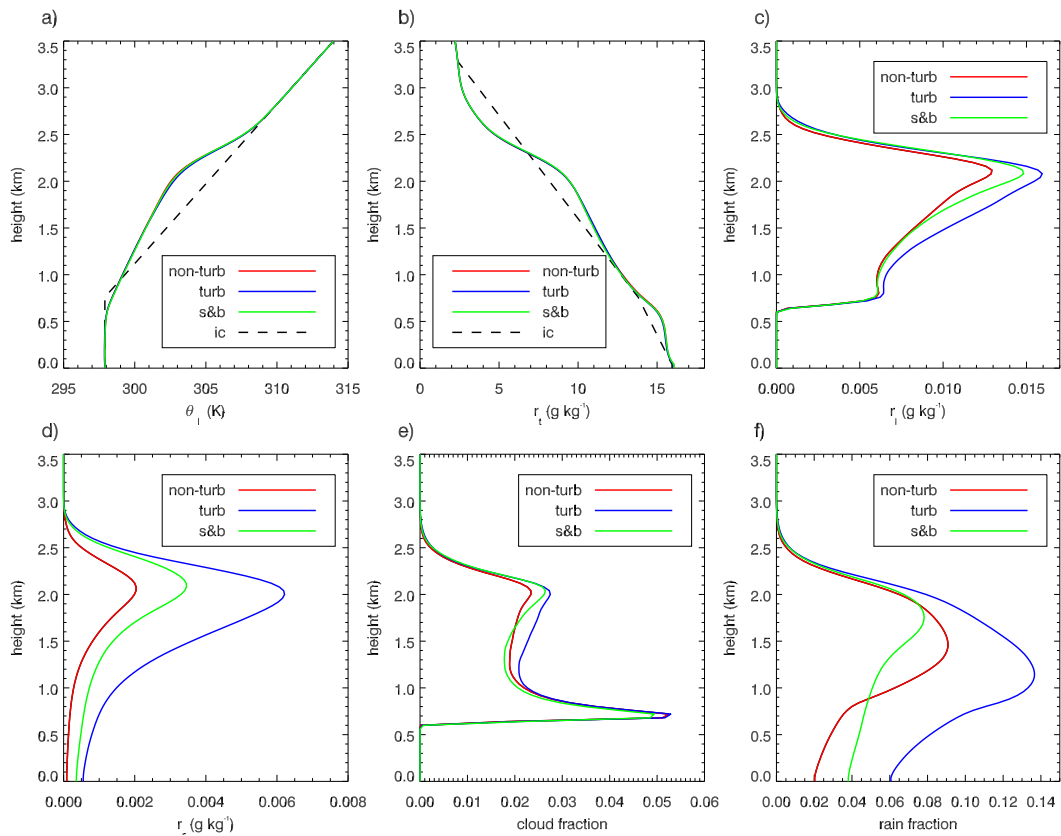 a)
3.5
3.0
2.5
2.0
1.5
1.0
0.5
0.0
height (km)
non-turb
turb
s&b
ic
295 300 305 310 315
θl (K)
b)
3.5
3.0
2.5
2.0
1.5
1.0
0.5
0.0
height (km)
non-turb
turb
s&b
ic
0 5 10 15
rt (g kg-1)
c)
3.5
3.0
2.5
2.0
1.5
1.0
0.5
0.0
height (km)
non-turb
turb
s&b
0.000 0.005 0.010 0.015
rl (g kg-1)
d)
3.5
3.0
2.5
2.0
1.5
1.0
0.5
0.0
height (km)
non-turb
turb
s&b
0.000 0.002 0.004 0.006 0.008
r (g kg-1)
e)
3.5
3.0
2.5
2.0
1.5
1.0
0.5
0.0
height (km)
non-turb
turb
s&b
0.00 0.01 0.02 0.03 0.04 0.05 0.06
cloud fraction
f)
3.5
3.0
2.5
2.0
1.5
1.0
0.5
0.0
height (km)
non-turb
turb
s&b
0.00 0.02 0.04 0.06 0.08 0.10 0.12 0.14
rain fraction